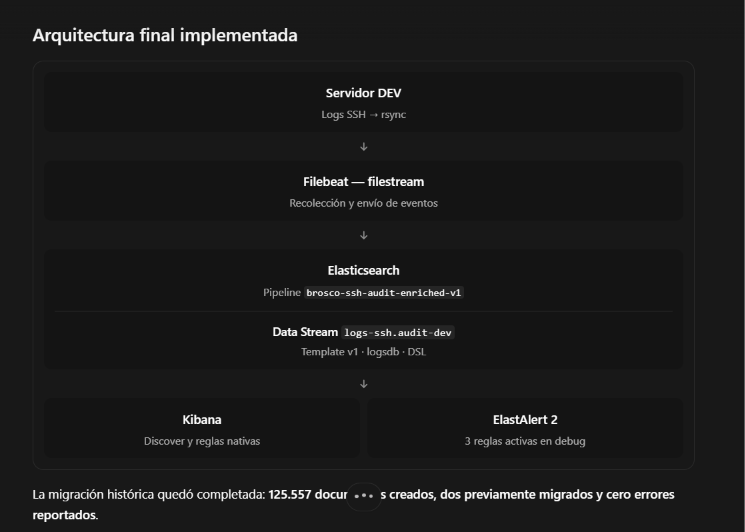 Arquitectura final implementada
Servidor DEV
Logs SSH → rsync
↓
Filebeat — filestream
Recolección y envío de eventos
↓
Elasticsearch
Pipeline brosco-ssh-audit-enriched-v1
Data Stream logs-ssh.audit-dev
Template v1 · logsdb · DSL
↓
Kibana
Discover y reglas nativas
ElastAlert 2
3 reglas activas en debug
La migración histórica quedó completada: 125.557 docu s creados, dos previamente migrados y cero errores
reportados.